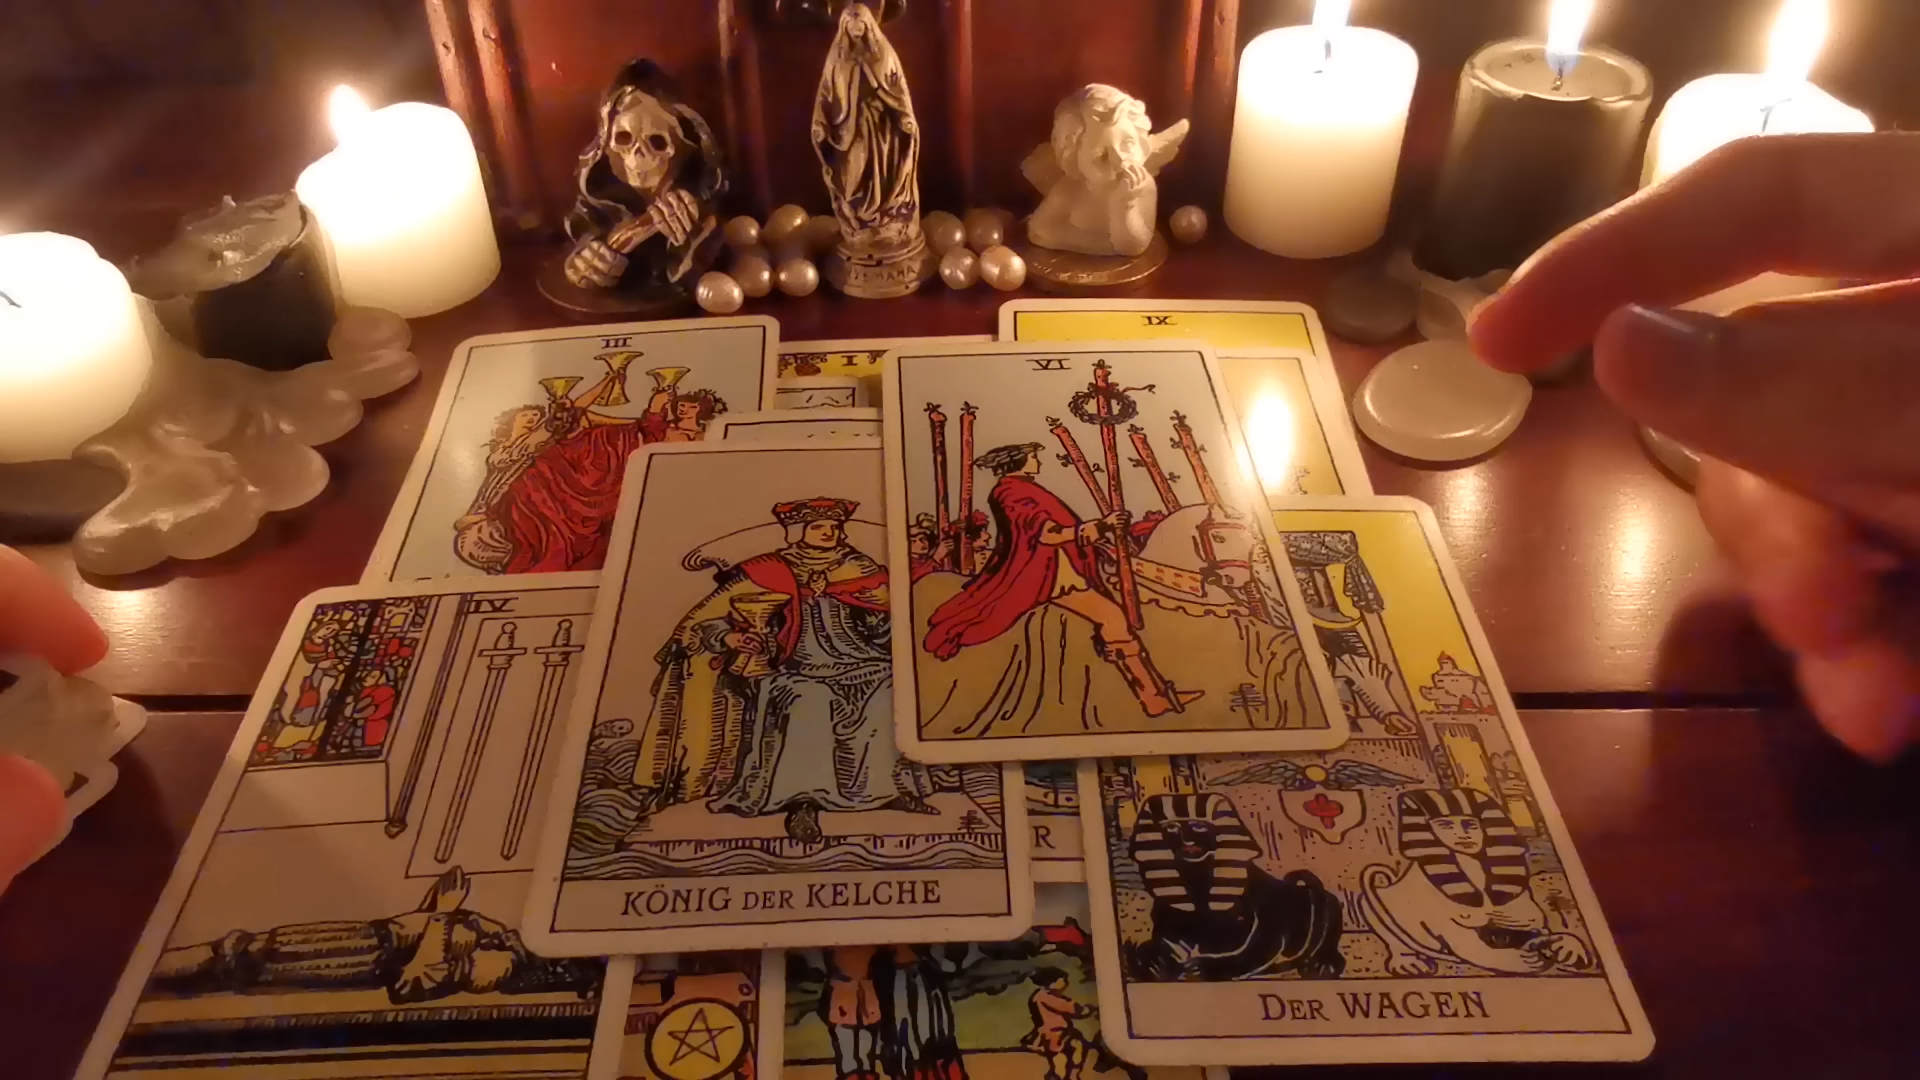 III
I
IX
VI
IV
R
KÖNIG DER KELCHE
DER WAGEN